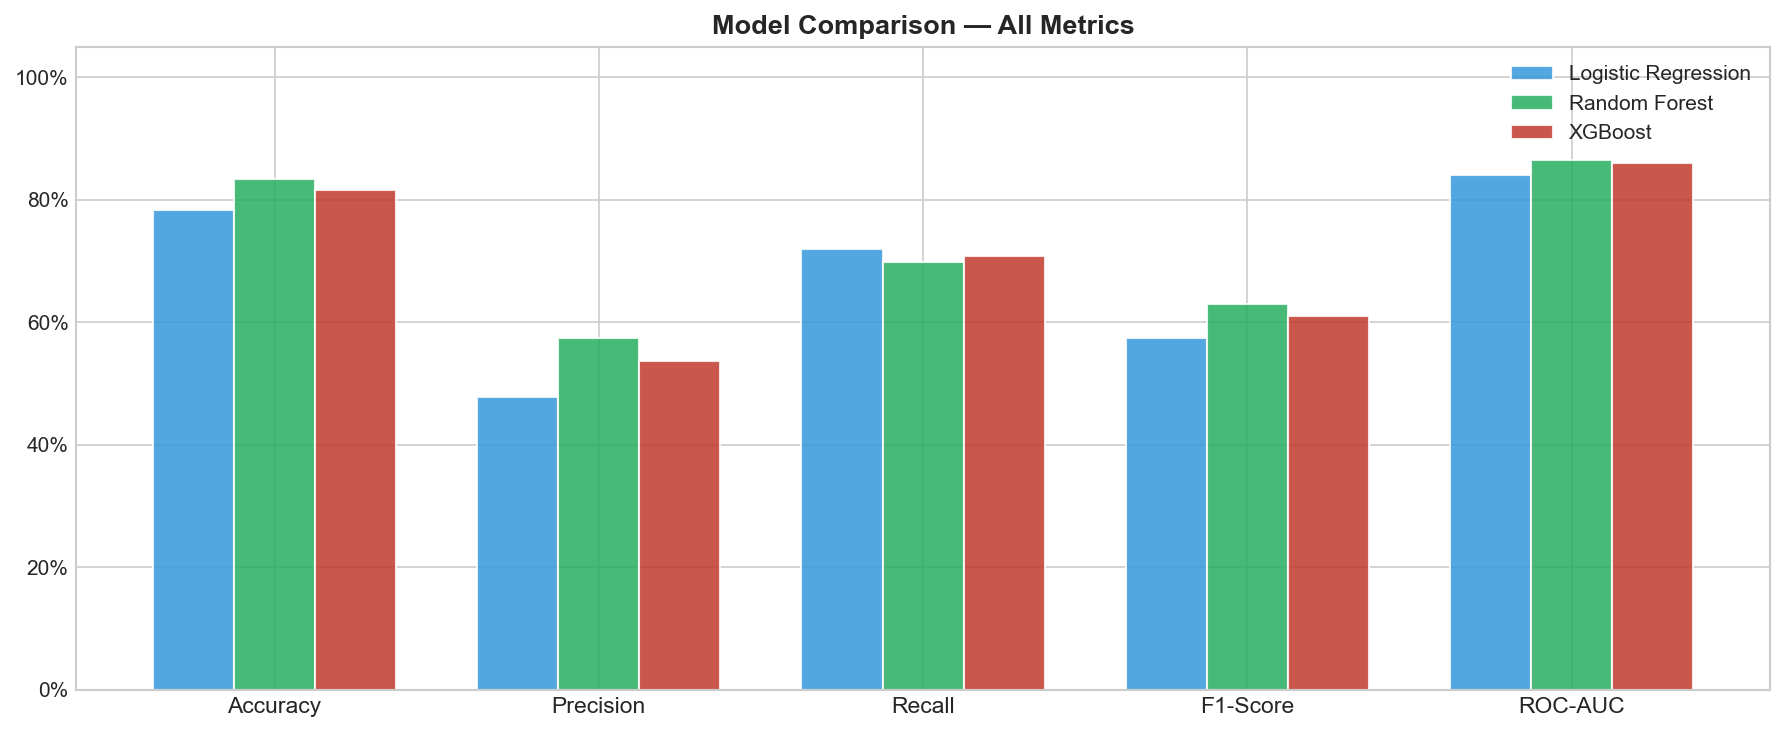 Model Comparison — All Metrics
100%
80%
60%
40%
20%
0%
Logistic Regression
Random Forest
XGBoost
Accuracy
Precision
Recall
F1-Score
ROC-AUC